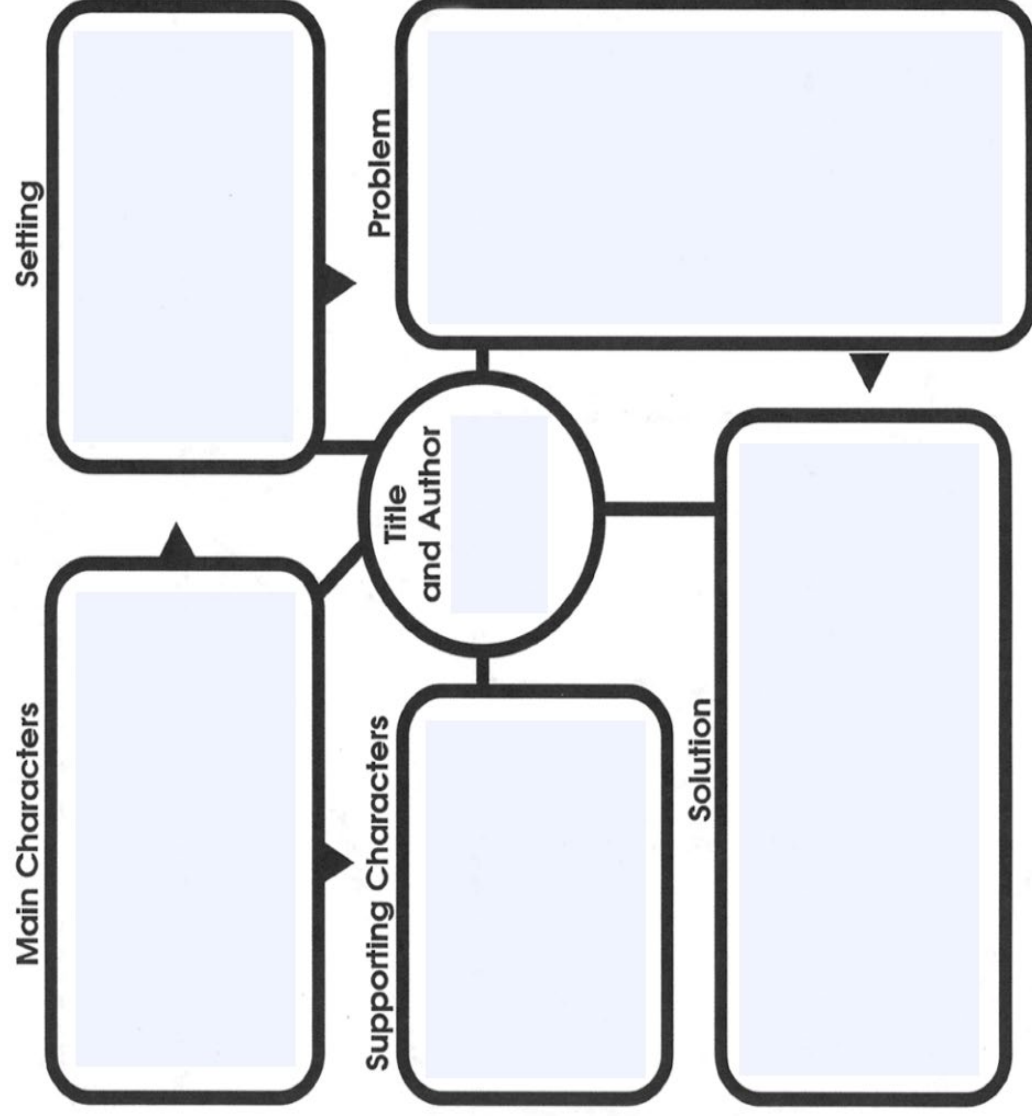 Main Characters
Setting
Title
and Author
Supporting Characters
Problem
Solution